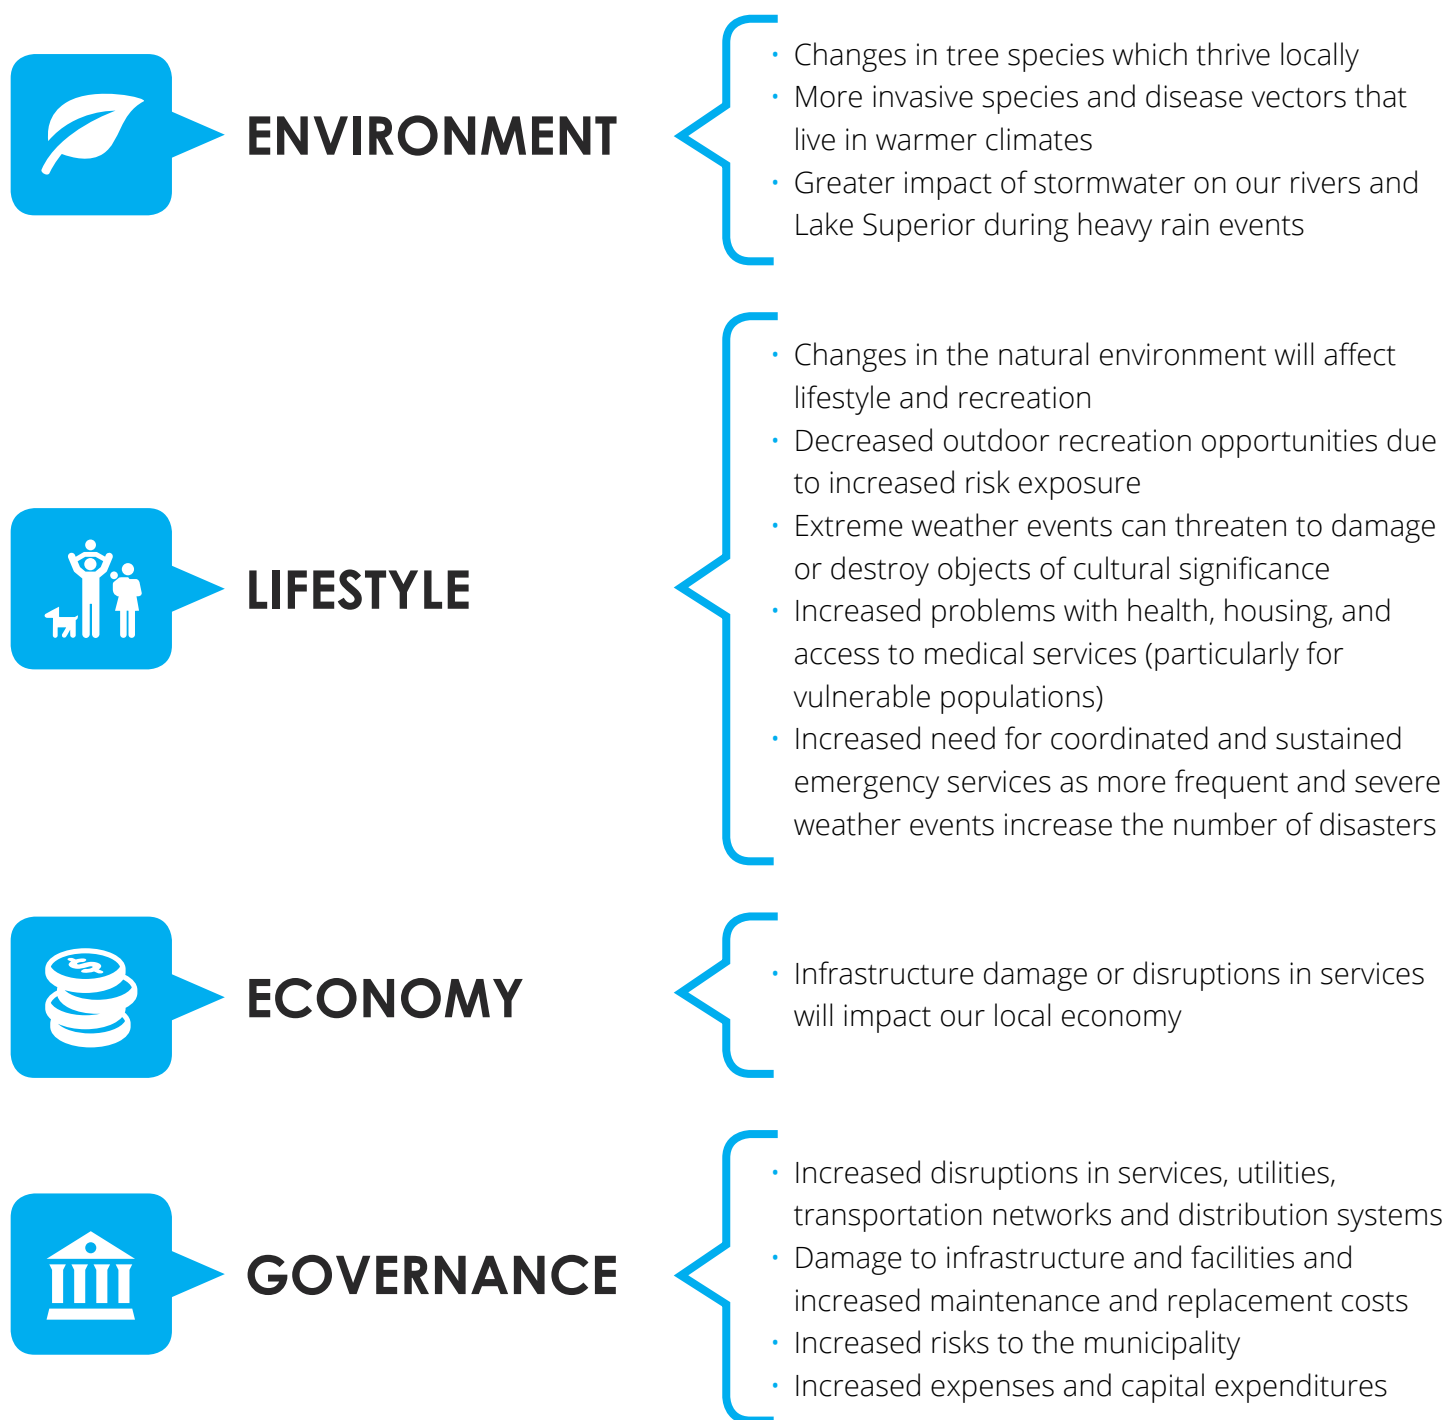 ENVIRONMENT
· Changes in tree species which thrive locally
· More invasive species and disease vectors that
live in warmer climates
· Greater impact of stormwater on our rivers and
Lake Superior during heavy rain events
LIFESTYLE
· Changes in the natural environment will affect
lifestyle and recreation
· Decreased outdoor recreation opportunities due
to increased risk exposure
· Extreme weather events can threaten to damage
or destroy objects of cultural significance
· Increased problems with health, housing, and
access to medical services (particularly for
vulnerable populations)
· Increased need for coordinated and sustained
emergency services as more frequent and severe
weather events increase the number of disasters
$
ECONOMY
· Infrastructure damage or disruptions in services
will impact our local economy
GOVERNANCE
· Increased disruptions in services, utilities,
transportation networks and distribution systems
· Damage to infrastructure and facilities and
increased maintenance and replacement costs
· Increased risks to the municipality
· Increased expenses and capital expenditures